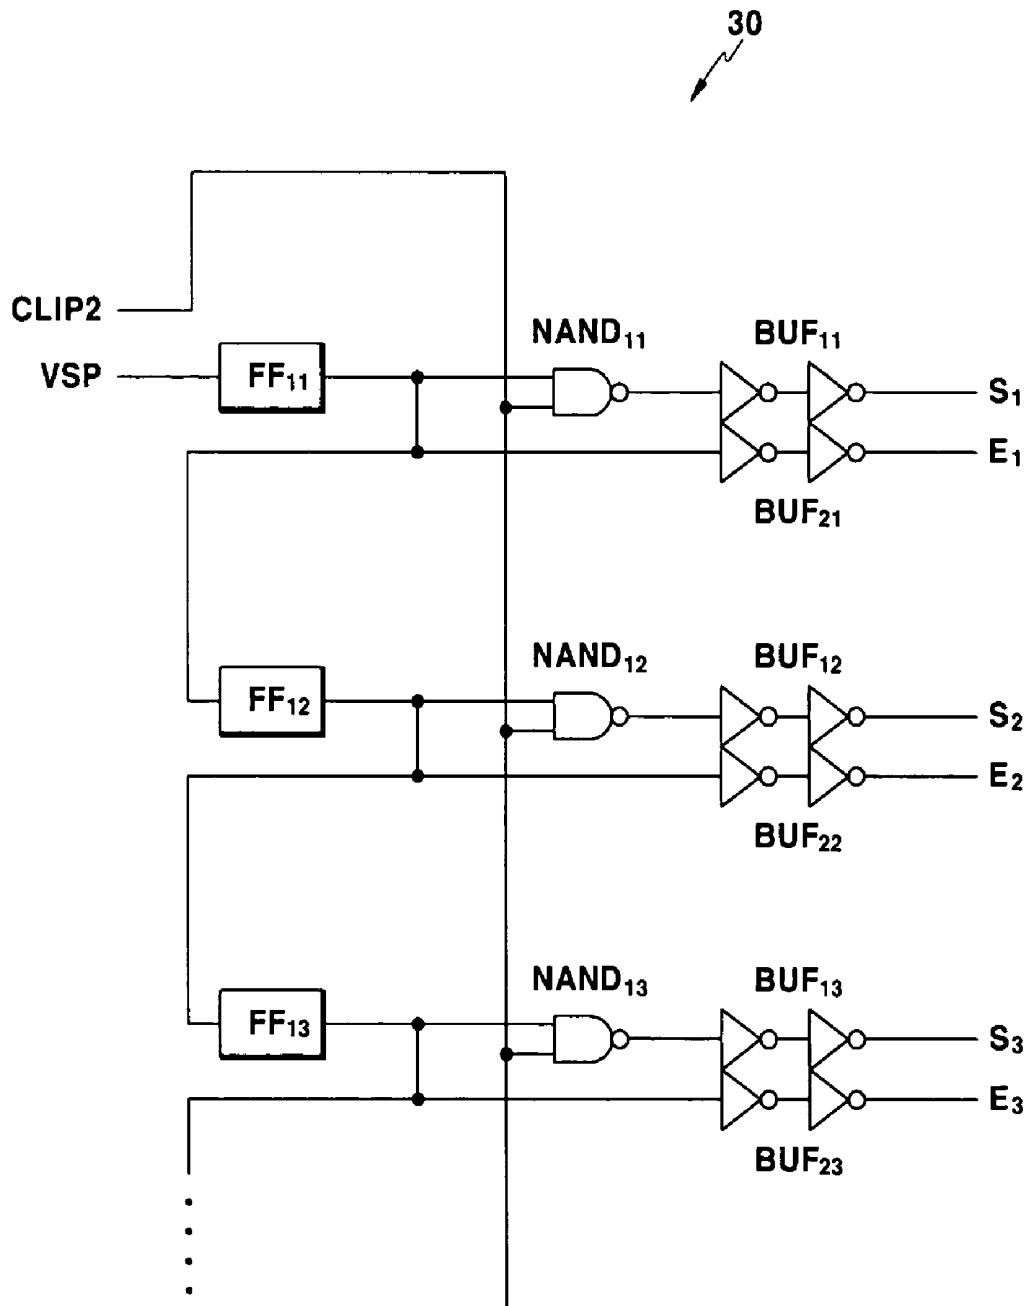 30
CLIP2
VSP
FF₁₁
NAND₁₁
BUF₁₁
S₁
E₁
BUF₂₁
FF₁₂
NAND₁₂
BUF₁₂
S₂
E₂
BUF₂₂
FF₁₃
NAND₁₃
BUF₁₃
S₃
E₃
BUF₂₃